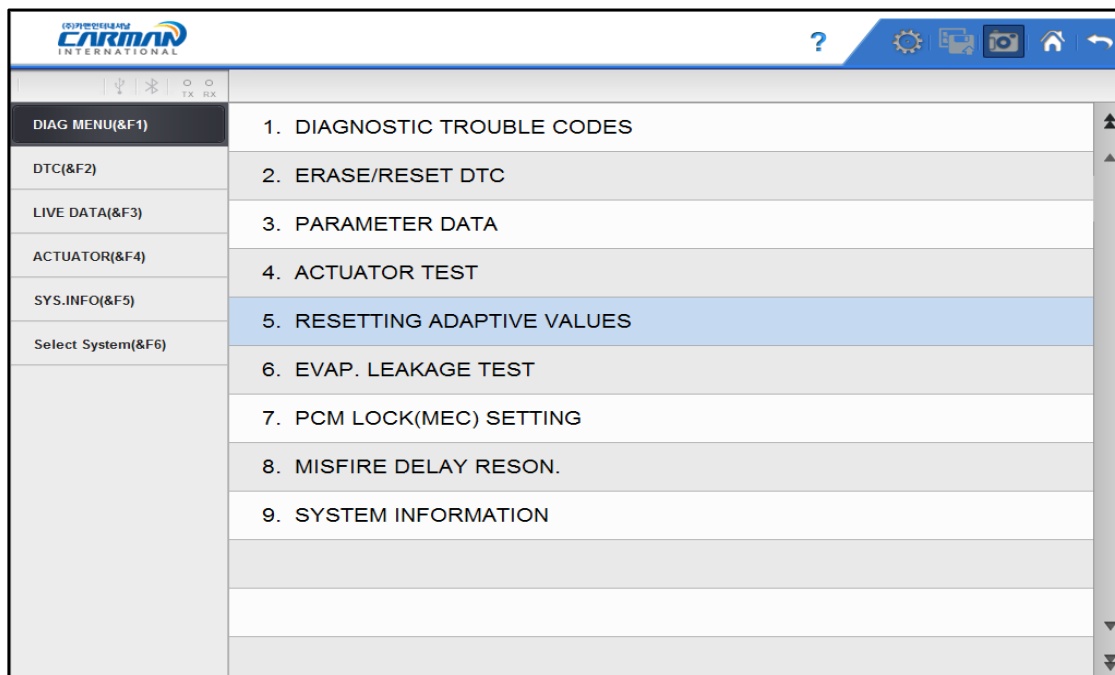 (주)카맨인터내셔날
CARMAN
INTERNATIONAL
?
TX RX
DIAG MENU(&F1)
DTC(&F2)
LIVE DATA(&F3)
ACTUATOR(&F4)
SYS.INFO(&F5)
Select System(&F6)
1. DIAGNOSTIC TROUBLE CODES
2. ERASE/RESET DTC
3. PARAMETER DATA
4. ACTUATOR TEST
5. RESETTING ADAPTIVE VALUES
6. EVAP. LEAKAGE TEST
7. PCM LOCK(MEC) SETTING
8. MISFIRE DELAY RESON.
9. SYSTEM INFORMATION